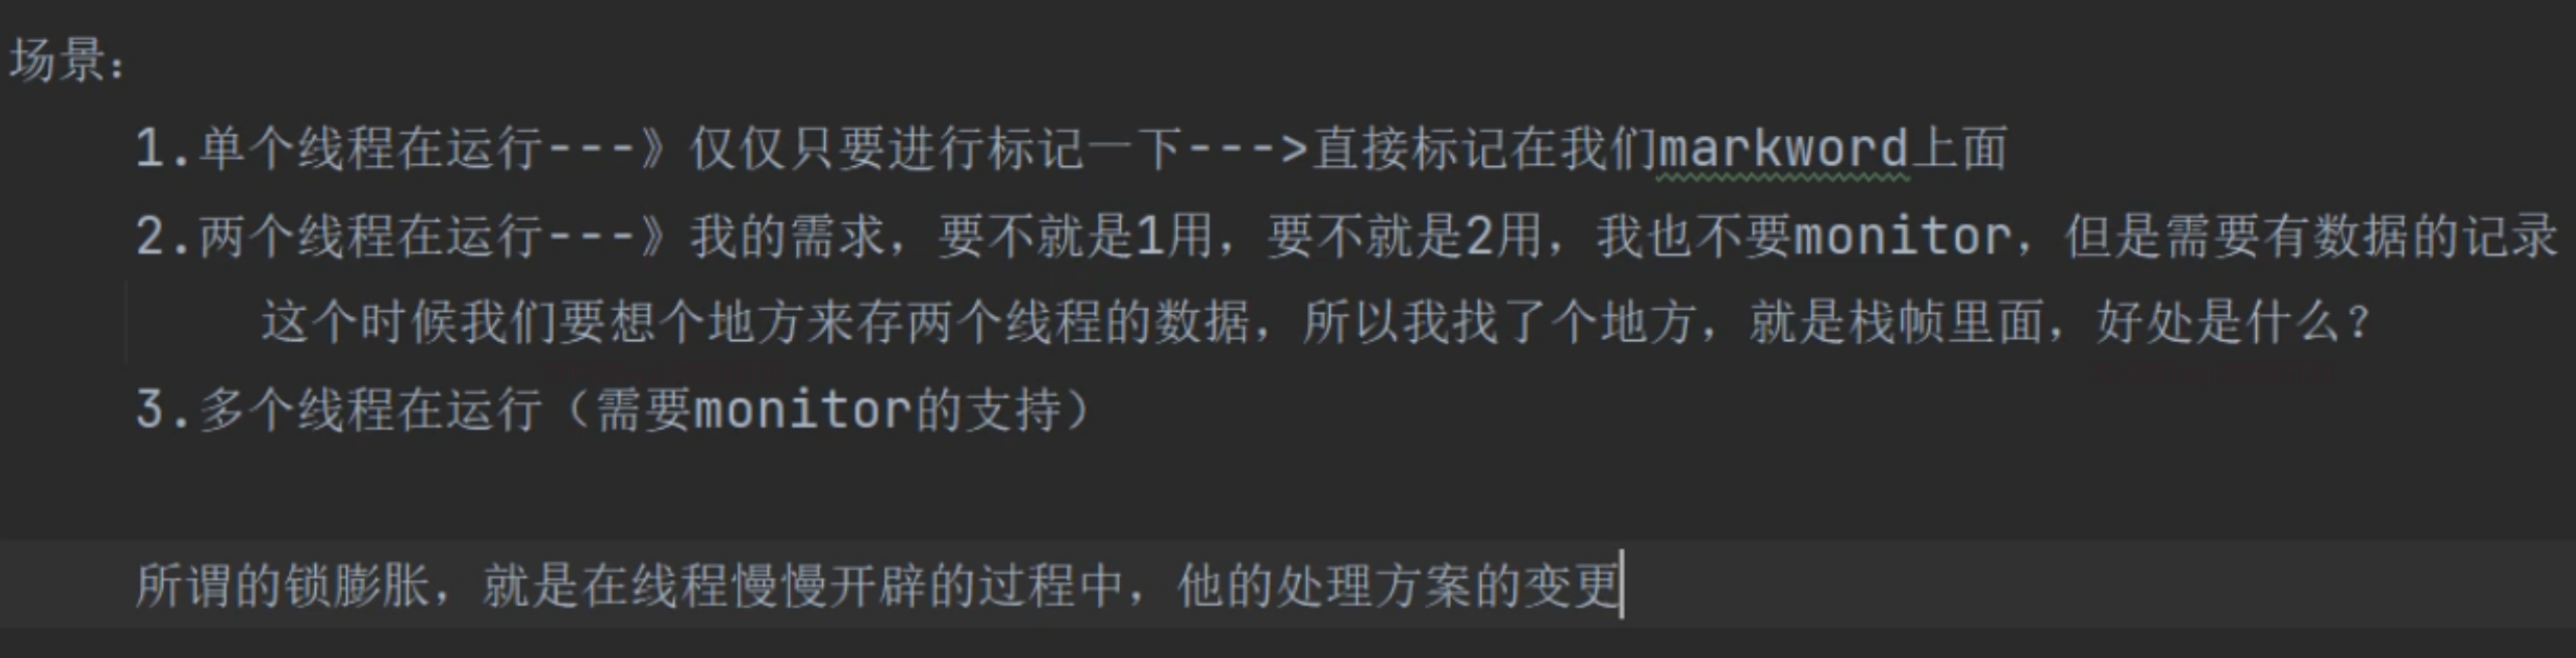 场景:
1.单个线程在运行---》仅仅只要进行标记一下--->直接标记在我们markword上面
2.两个线程在运行---》我的需求，要不就是1用，要不就是2用，我也不要monitor，但是需要有数据的记录
这个时候我们要想个地方来存两个线程的数据，所以我找了个地方，就是栈帧里面，好处是什么？
3.多个线程在运行（需要monitor的支持）
所谓的锁膨胀，就是在线程慢慢开辟的过程中，他的处理方案的变更